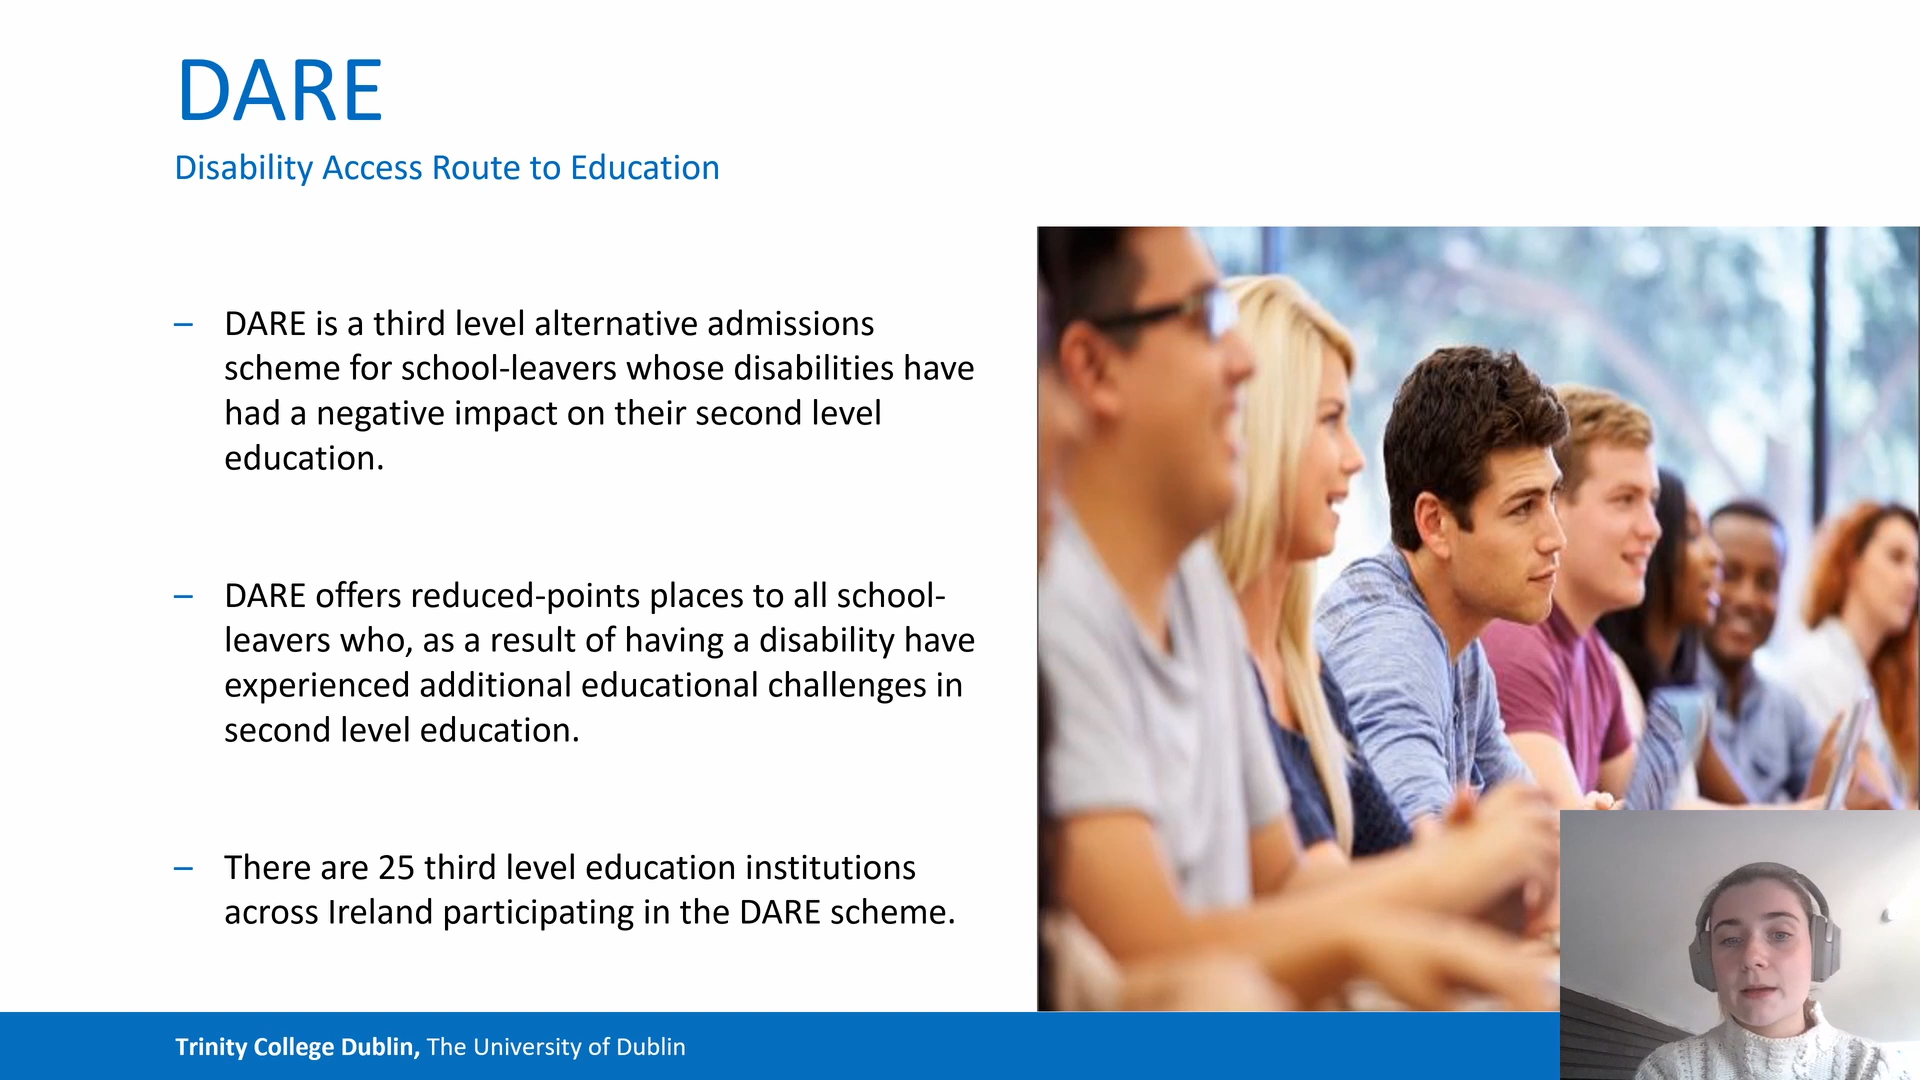 DARE
Disability Access Route to Education
– DARE is a third level alternative admissions
scheme for school-leavers whose disabilities have
had a negative impact on their second level
education.
– DARE offers reduced-points places to all school-
leavers who, as a result of having a disability have
experienced additional educational challenges in
second level education.
– There are 25 third level education institutions
across Ireland participating in the DARE scheme.
Trinity College Dublin, The University of Dublin